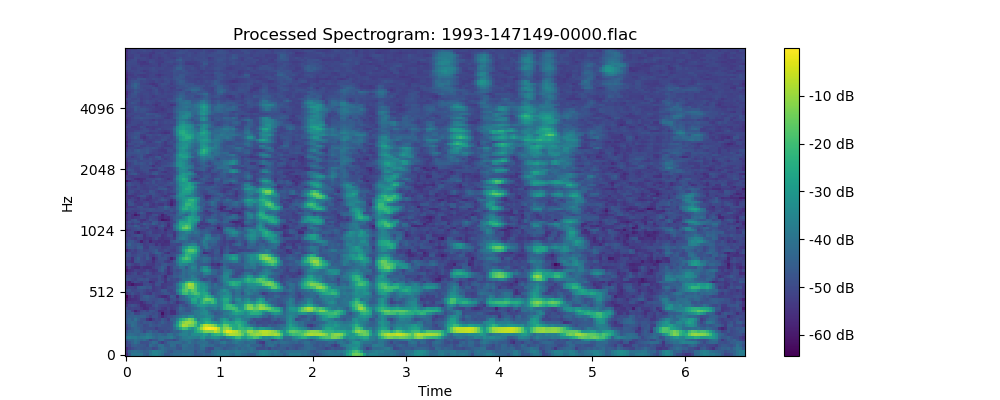 Processed Spectrogram: 1993-147149-0000.flac
Hz
4096
2048
1024
512
0
0 1 2 3 4 5 6
Time
-10 dB
-20 dB
-30 dB
-40 dB
-50 dB
-60 dB